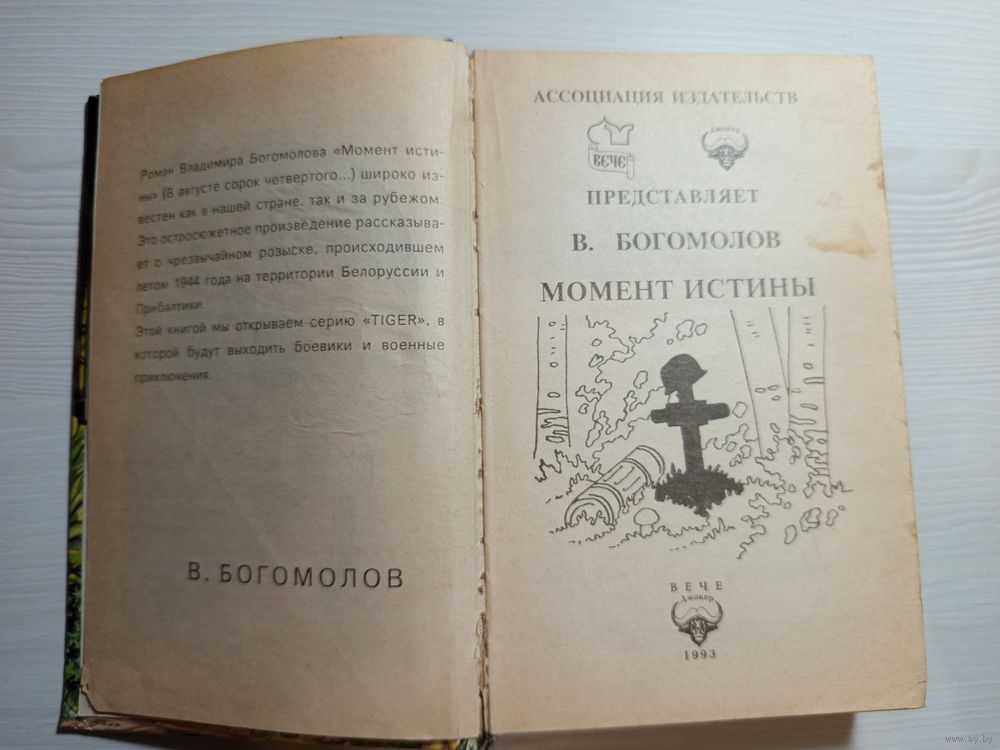 Роман Владимира Богомолова «Момент исти-
ны» (В августе сорок четвертого...) широко из-
вестен как в нашей стране, так и за рубежом.
Это остросюжетное произведение рассказыва-
ет о чрезвычайном розыске, происходившем
летом 1944 года на территории Белоруссии и
Прибалтики.
Этой книгой мы открываем серию «TIGER», в
которой будут выходить боевики и военные
приключения.
В. БОГОМОЛОВ
АССОЦИАЦИЯ ИЗДАТЕЛЬСТВ
ВЕЧЕ
Джокер
ПРЕДСТАВЛЯЕТ
В. БОГОМОЛОВ
МОМЕНТ ИСТИНЫ
ВЕЧЕ
Джокер
1993
www.ay.by